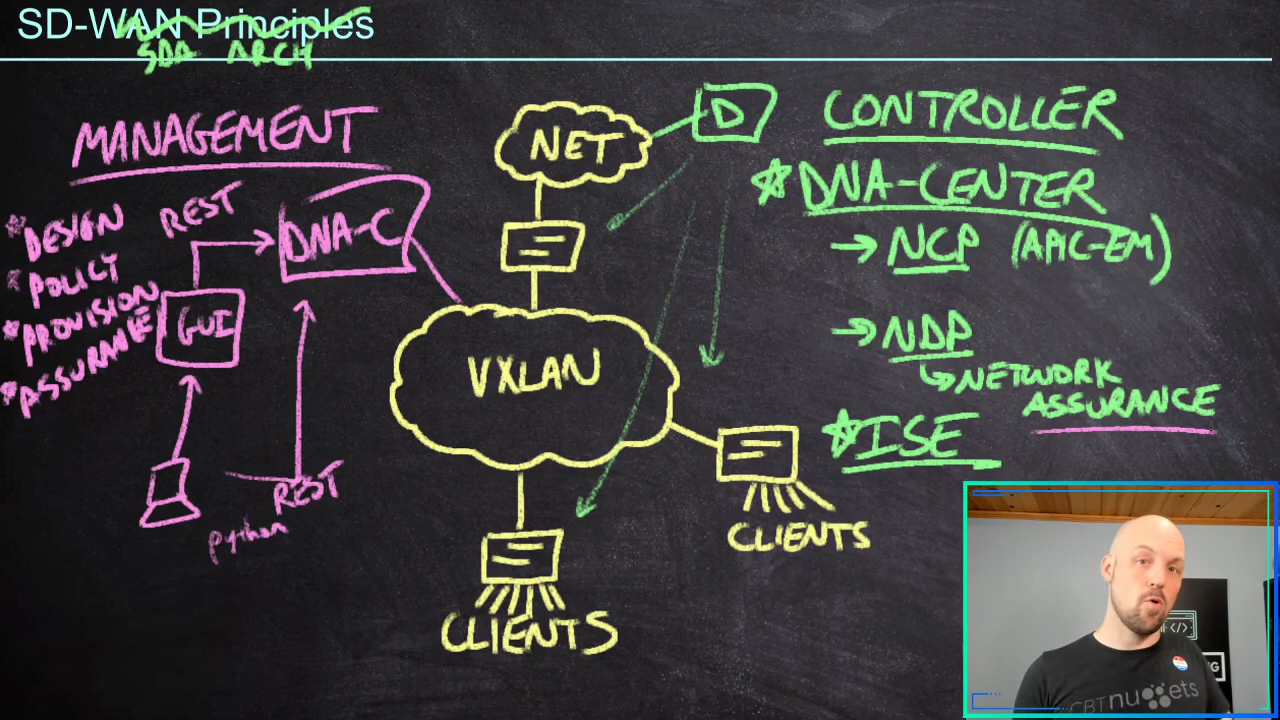 SD-WAN Principles
SDA ARCH
MANAGEMENT
*DESIGN
*POLICY
*PROVISION
*ASSURANCE
REST
DNA-C
GUI
REST
python
NET
D
VXLAN
CLIENTS
CLIENTS
CONTROLLER
DNA-CENTER
→ NCP (APIC-EM)
→ NDP
NETWORK
ASSURANCE
ISE
CBTnuggets